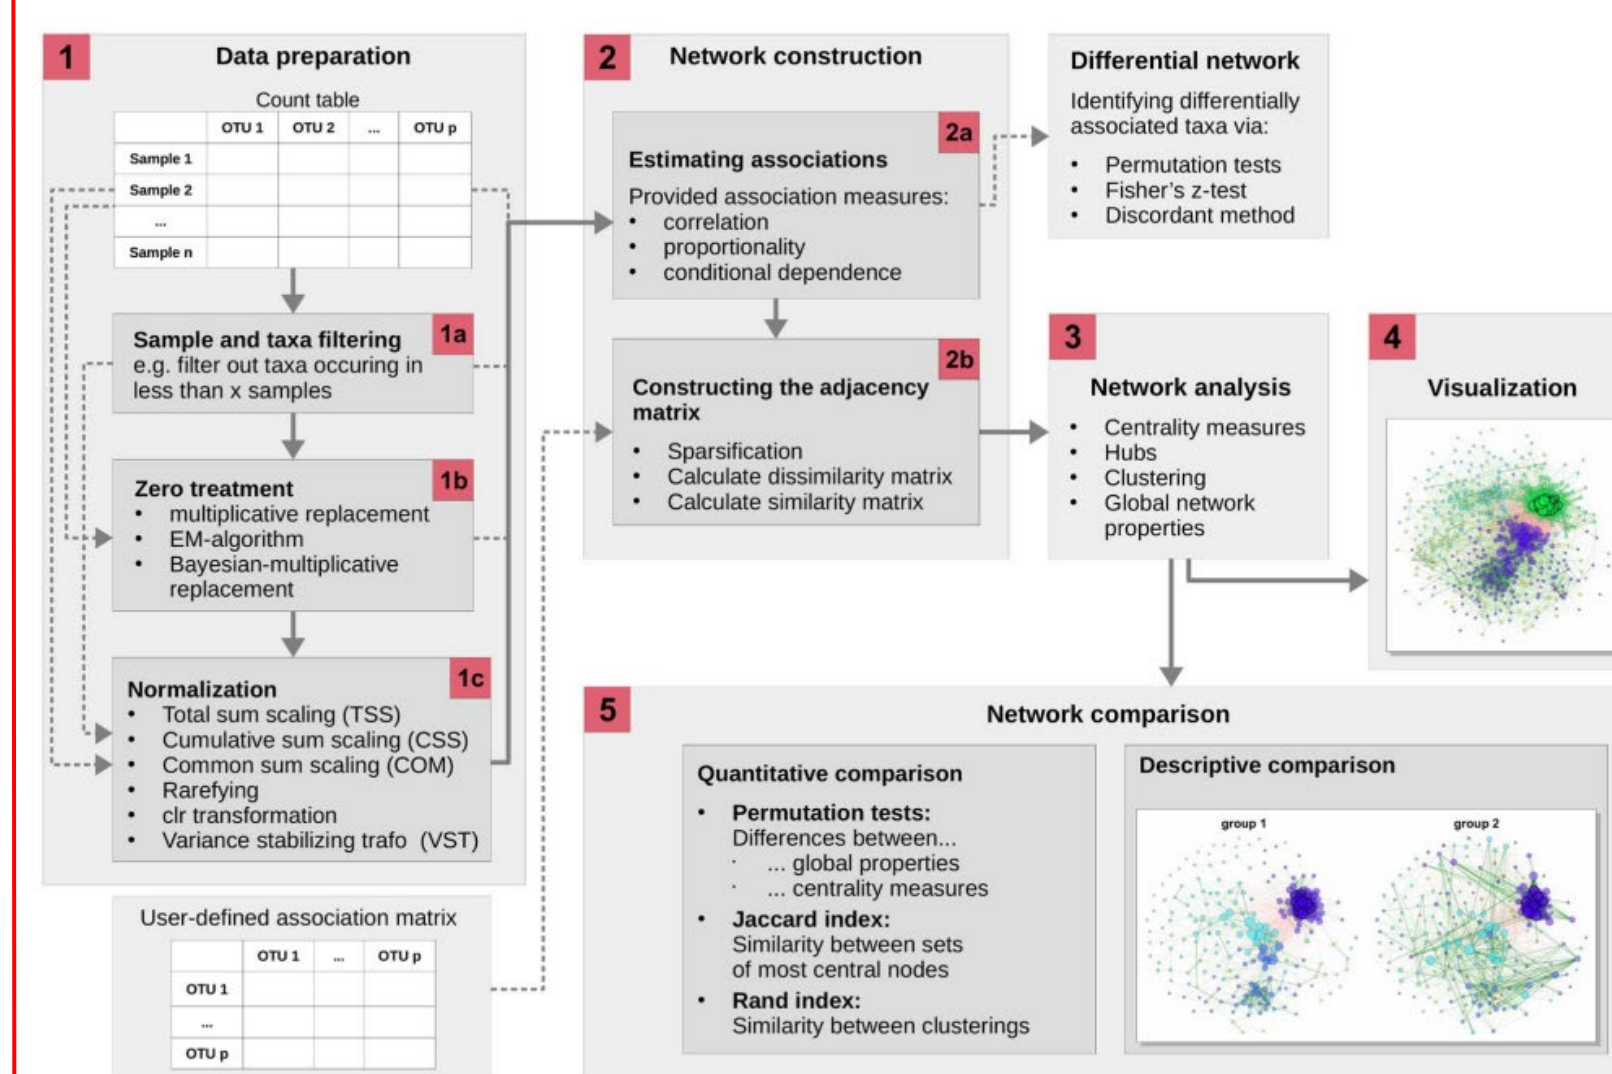 1
Data preparation
Count table
OTU 1 OTU 2 ... OTU p
Sample 1
Sample 2
...
Sample n
1a
Sample and taxa filtering
e.g. filter out taxa occuring in
less than x samples
1b
Zero treatment
• multiplicative replacement
• EM-algorithm
• Bayesian-multiplicative
replacement
1c
Normalization
• Total sum scaling (TSS)
• Cumulative sum scaling (CSS)
• Common sum scaling (COM)
• Rarefying
• clr transformation
• Variance stabilizing trafo (VST)
User-defined association matrix
OTU 1 ... OTU p
OTU 1
...
OTU p
2
Network construction
2a
Estimating associations
Provided association measures:
• correlation
• proportionality
• conditional dependence
2b
Constructing the adjacency
matrix
• Sparsification
• Calculate dissimilarity matrix
• Calculate similarity matrix
Differential network
Identifying differentially
associated taxa via:
• Permutation tests
• Fisher’s z-test
• Discordant method
3
Network analysis
• Centrality measures
• Hubs
• Clustering
• Global network
properties
4
Visualization
5
Network comparison
Quantitative comparison
• Permutation tests:
Differences between...
· ... global properties
· ... centrality measures
• Jaccard index:
Similarity between sets
of most central nodes
• Rand index:
Similarity between clusterings
Descriptive comparison
group 1
group 2